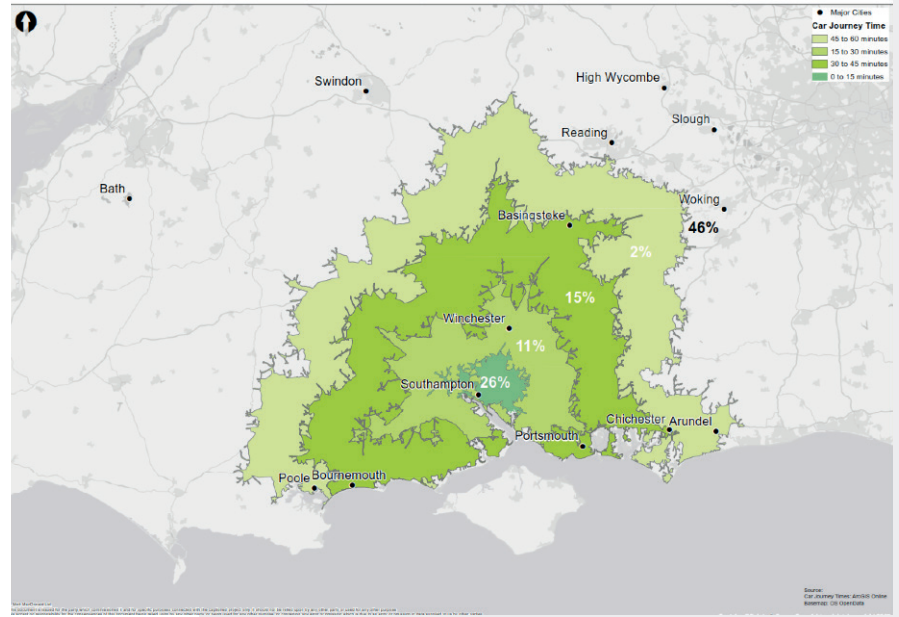 Major Cities
Car Journey Time
45 to 60 minutes
15 to 30 minutes
30 to 45 minutes
0 to 15 minutes
Swindon
High Wycombe
Slough
Reading
Bath
Woking
46%
Basingstoke
2%
15%
Winchester
11%
Southampton
26%
Chichester
Arundel
Portsmouth
Poole
Bournemouth
Source:
Car Journey Times: ArcGIS Online
Basemap: OS OpenData